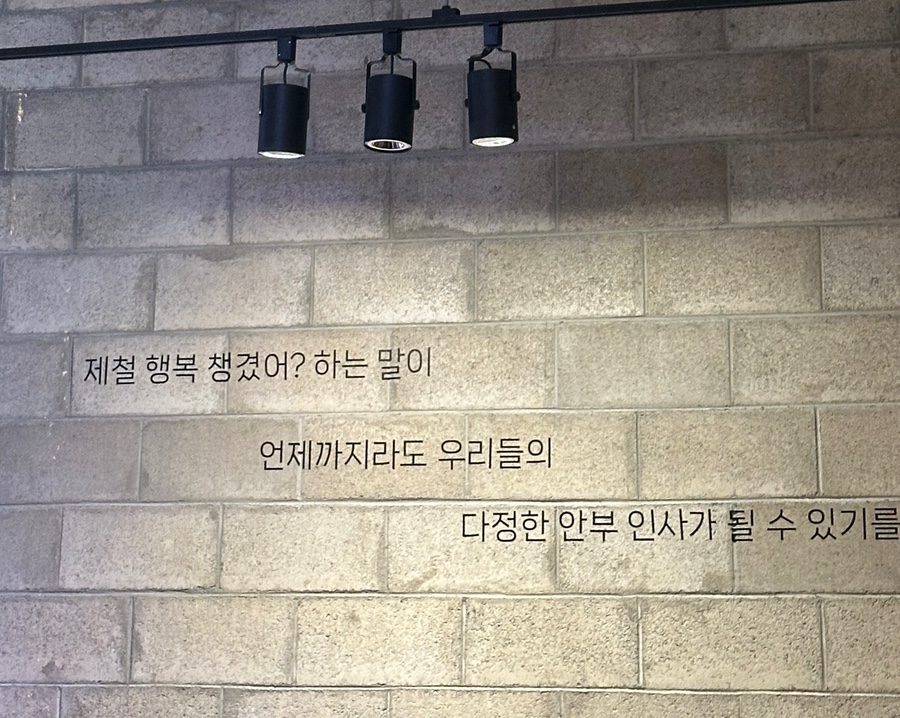 제철 행복 챙겼어? 하는 말이
언제까지라도 우리들의
다정한 안부 인사가 될 수 있기를